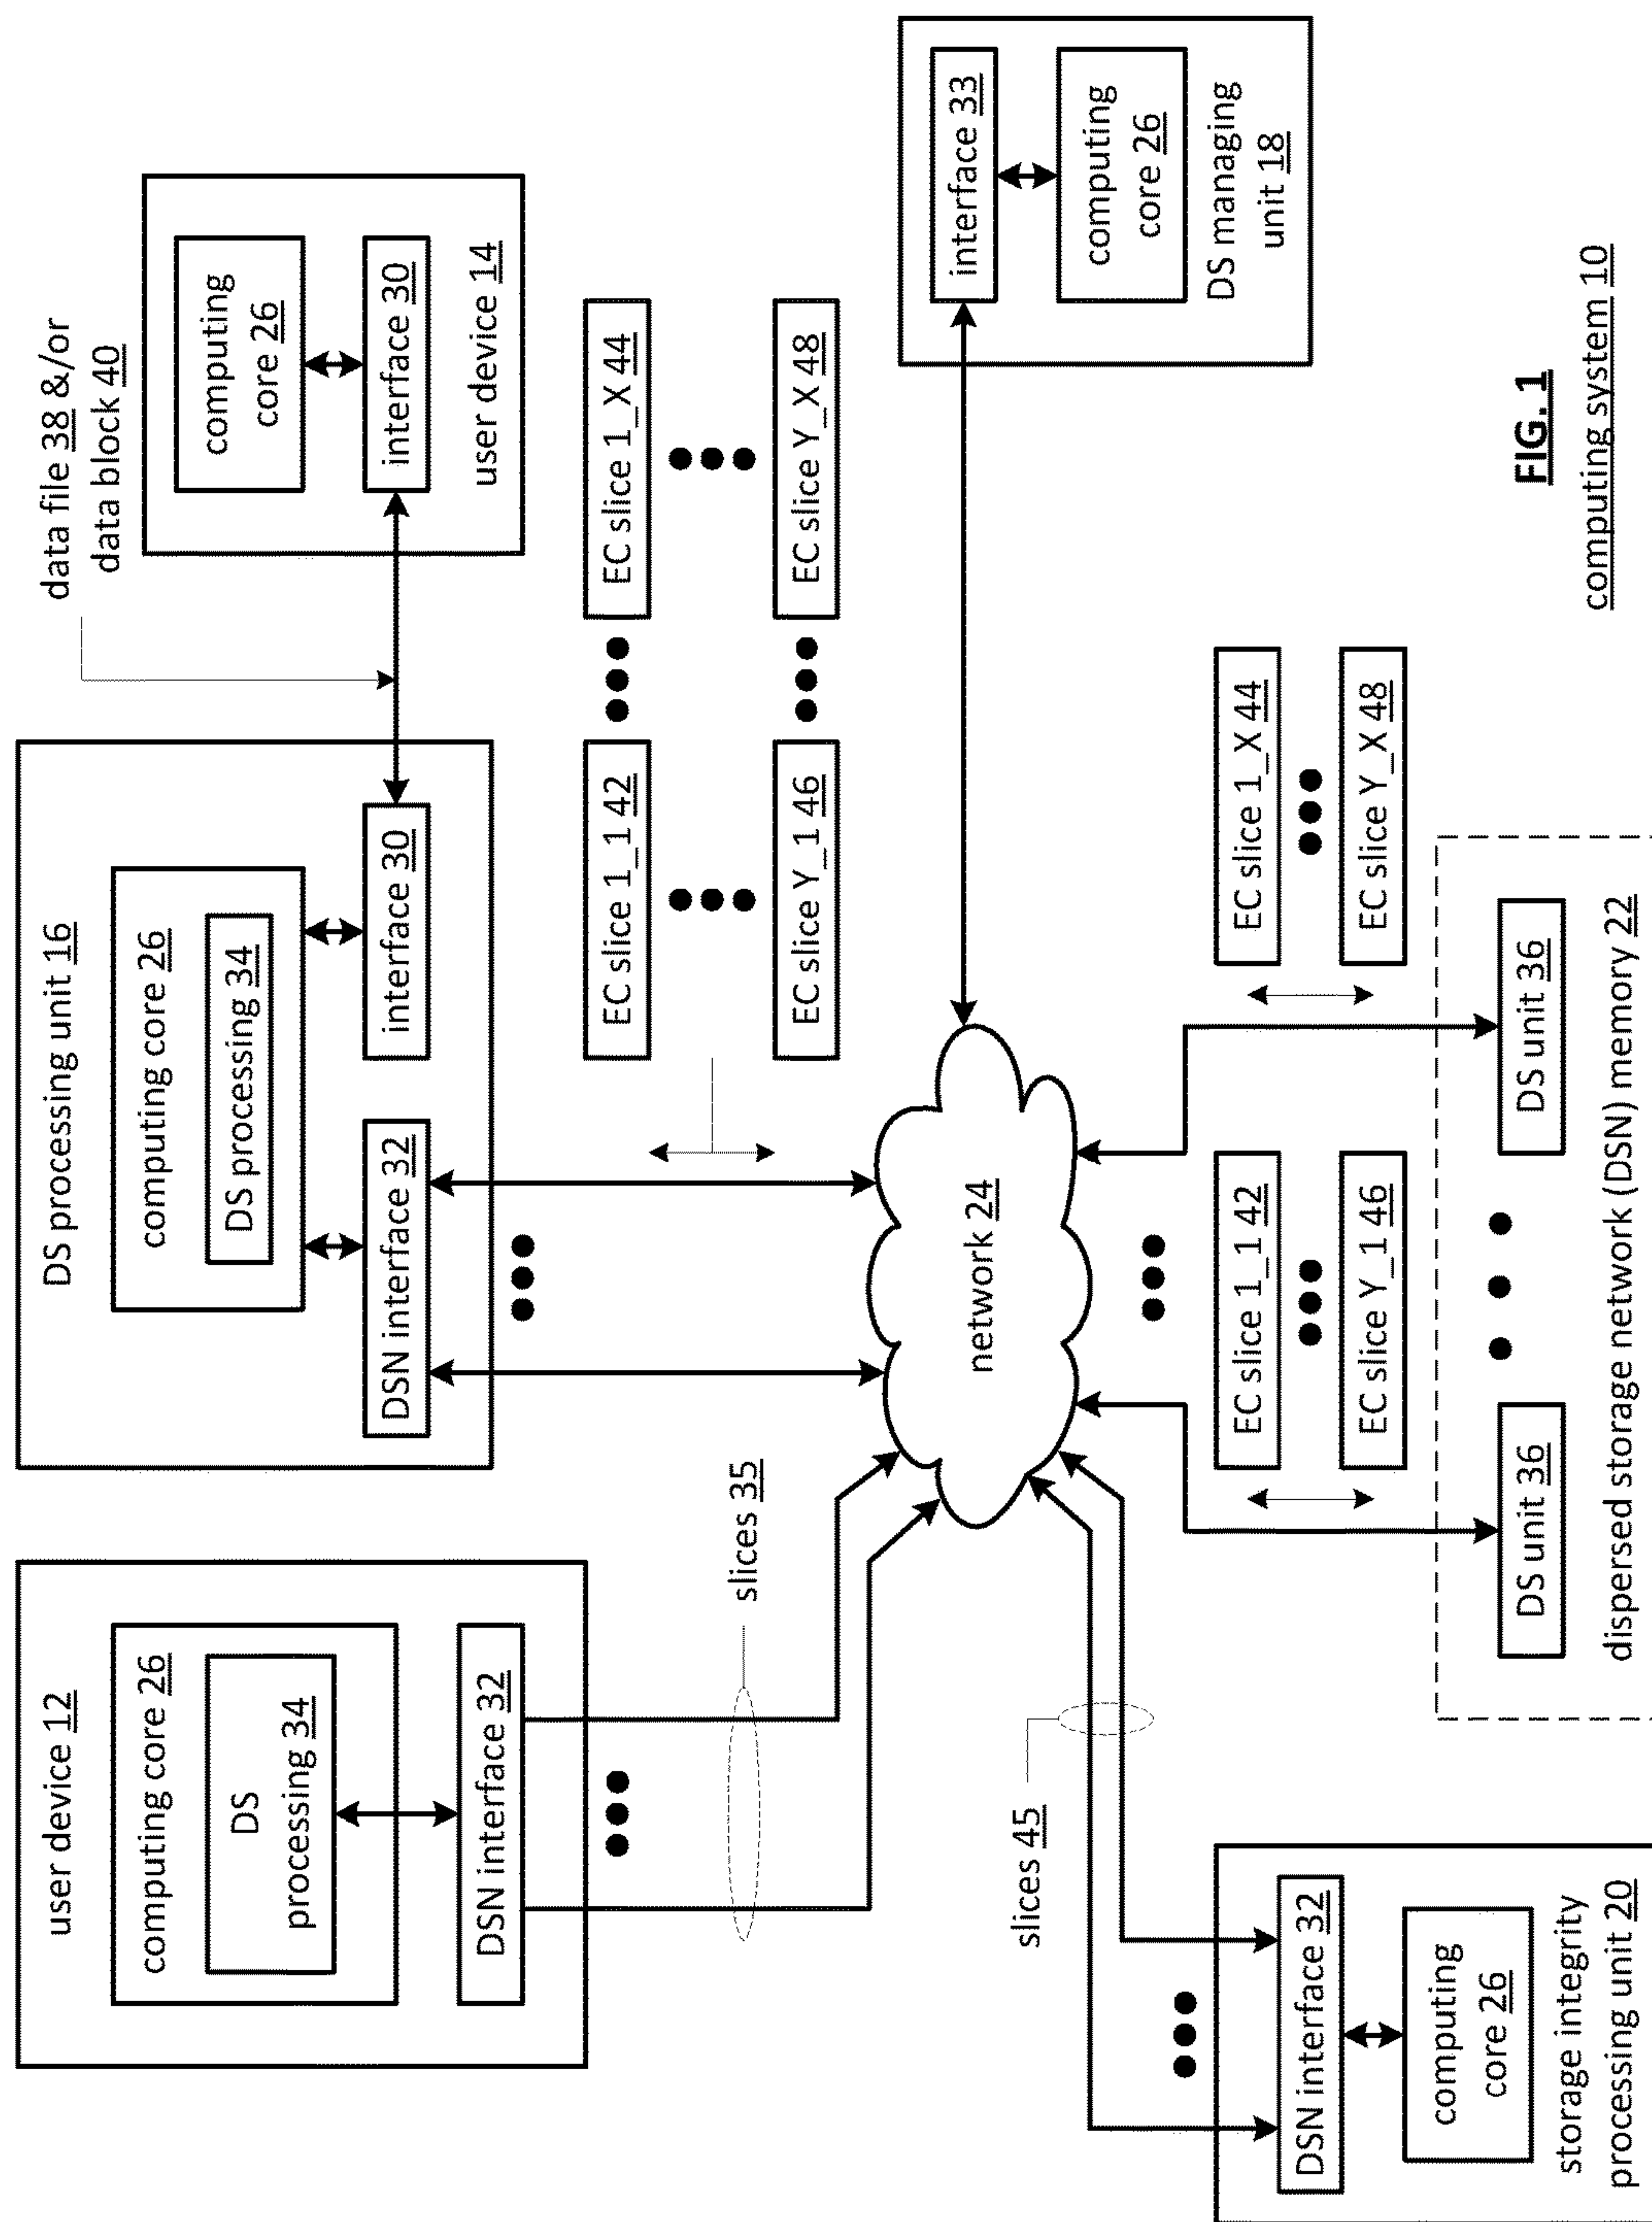 user device 12
computing core 26
DS
processing 34
DSN interface 32
slices 35
DS processing unit 16
computing core 26
DS processing 34
DSN interface 32
interface 30
data file 38 &/or
data block 40
computing
core 26
interface 30
user device 14
EC slice 1_1 42
EC slice 1_X 44
EC slice Y_1 46
EC slice Y_X 48
network 24
interface 33
computing
core 26
DS managing
unit 18
slices 45
DSN interface 32
computing
core 26
storage integrity
processing unit 20
EC slice 1_1 42
EC slice Y_1 46
EC slice 1_X 44
EC slice Y_X 48
DS unit 36
DS unit 36
dispersed storage network (DSN) memory 22
FIG. 1
computing system 10